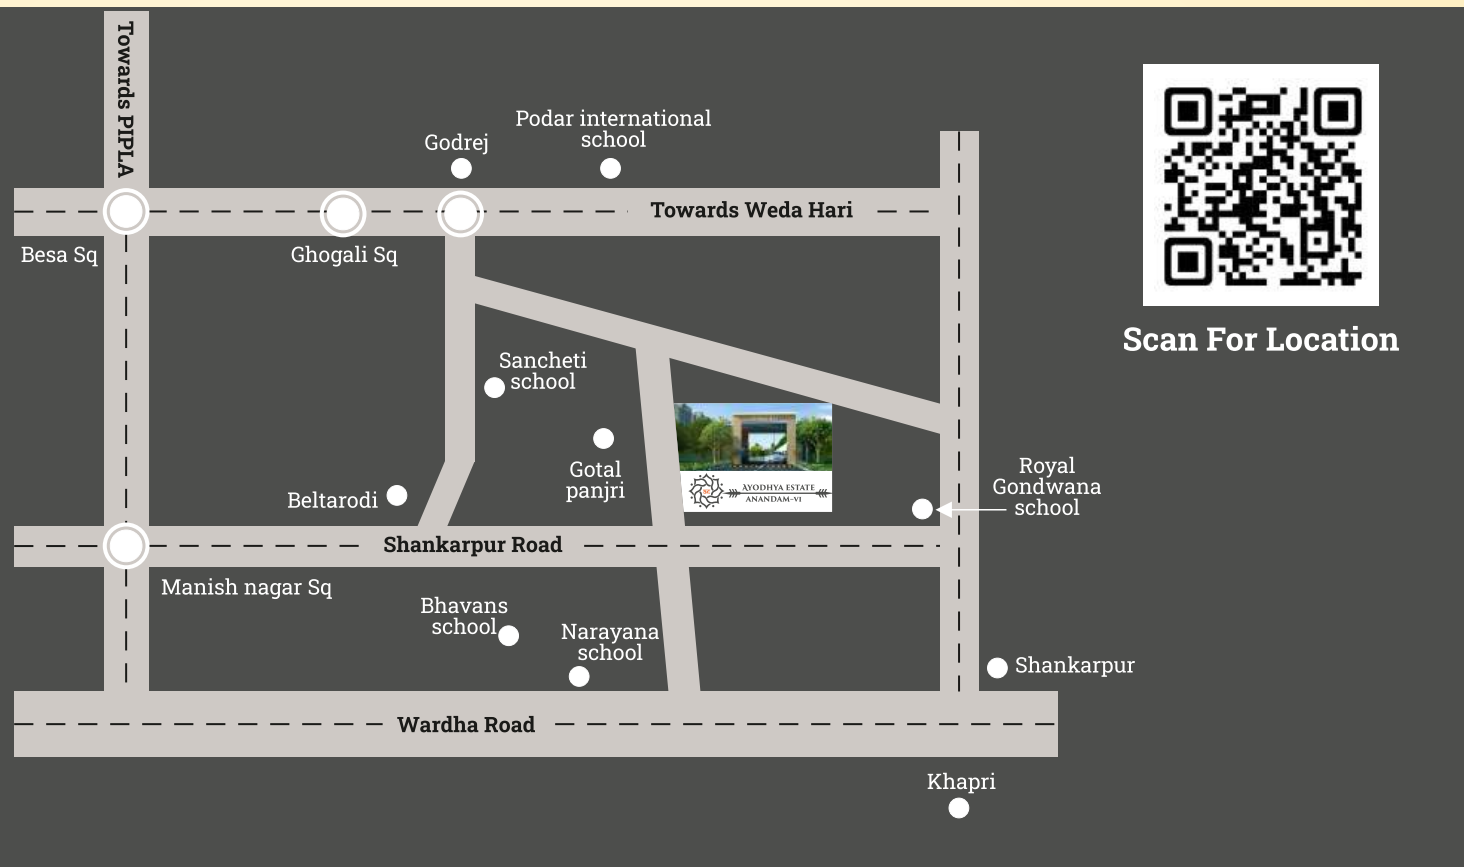 Towards PIPLA
Podar international
school
Godrej
Towards Weda Hari
Besa Sq
Ghogali Sq
Scan For Location
Sancheti
school
Gotal
panjri
Royal
Gondwana
school
AYODHYA ESTATE
ANANDAM-VI
Beltarodi
Shankarpur Road
Manish nagar Sq
Bhavans
school
Narayana
school
Shankarpur
Wardha Road
Khapri